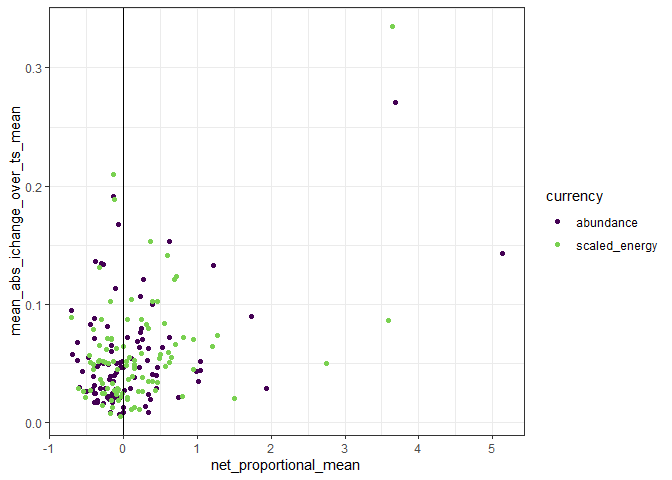 0.3
0.2
0.1
0.0
-1
0
1
2
3
4
5
net_proportional_mean
mean_abs_ichange_over_ts_mean
currency
abundance
scaled_energy